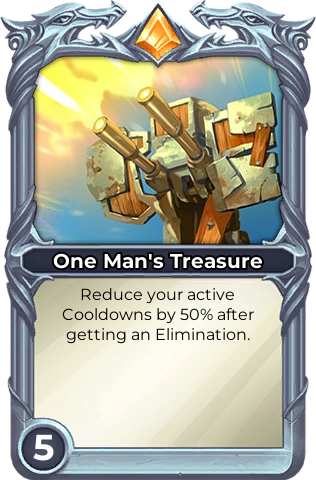 One Man's Treasure
Reduce your active
Cooldowns by 50% after
getting an Elimination.
5